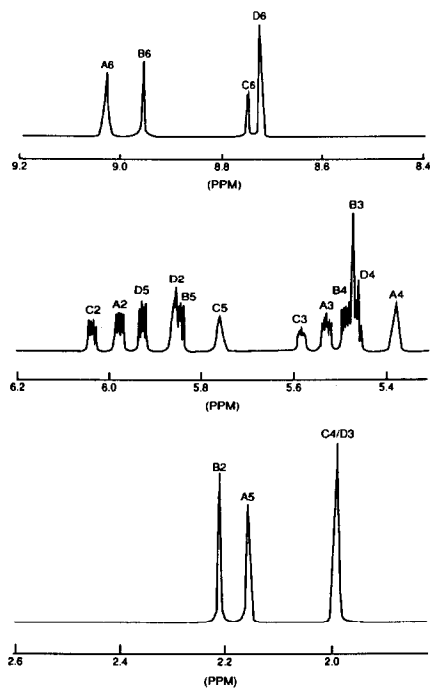 D6
B6
A6
C6
9.2 9.0 8.8 8.6 8.4
(PPM)
B3
D2 B4 D4
C2 A2 D5 B5 C5 C3 A3 A4
6.2 6.0 5.8 5.6 5.4
(PPM)
C4/D3
B2
A5
2.6 2.4 2.2 2.0
(PPM)